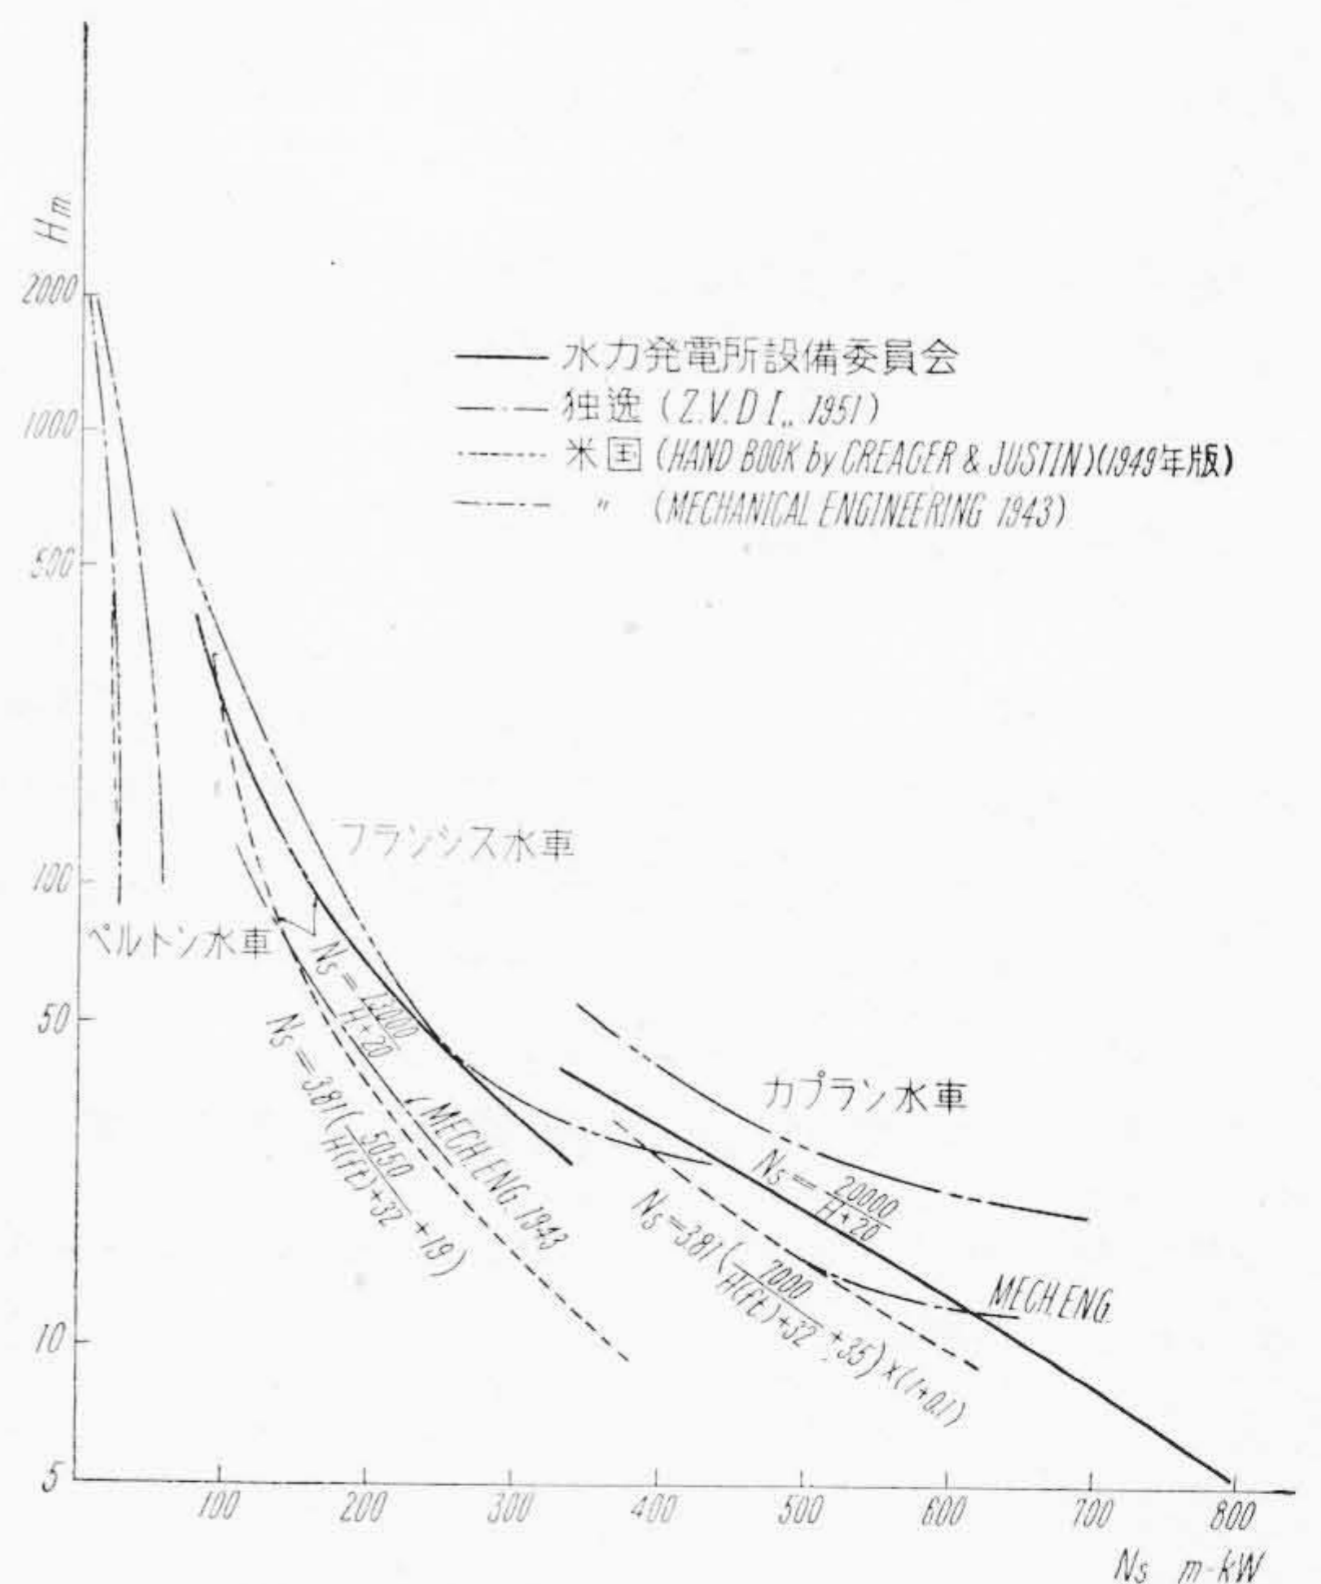 Hm
2000
水力発電所設備委員会
独逸 (Z.V.D.I., 1951)
1000
米国 (HAND BOOK by CREAGER & JUSTIN) (1949年版)
〃 (MECHANICAL ENGINEERING 1943)
500
フランシス水車
100
ペルトン水車
Ns = 13000 / H+20
50
Ns = 3.81 (5050 / H(ft)+32 + 19)
カプラン水車
(MECH. ENG. 1943
Ns = 20000 / H+20
Ns = 3.81 (7000 / H(ft)+32 + 35) × (1+0.1)
MECH. ENG.
10
5
100 200 300 400 500 600 700 800
Ns m-kW